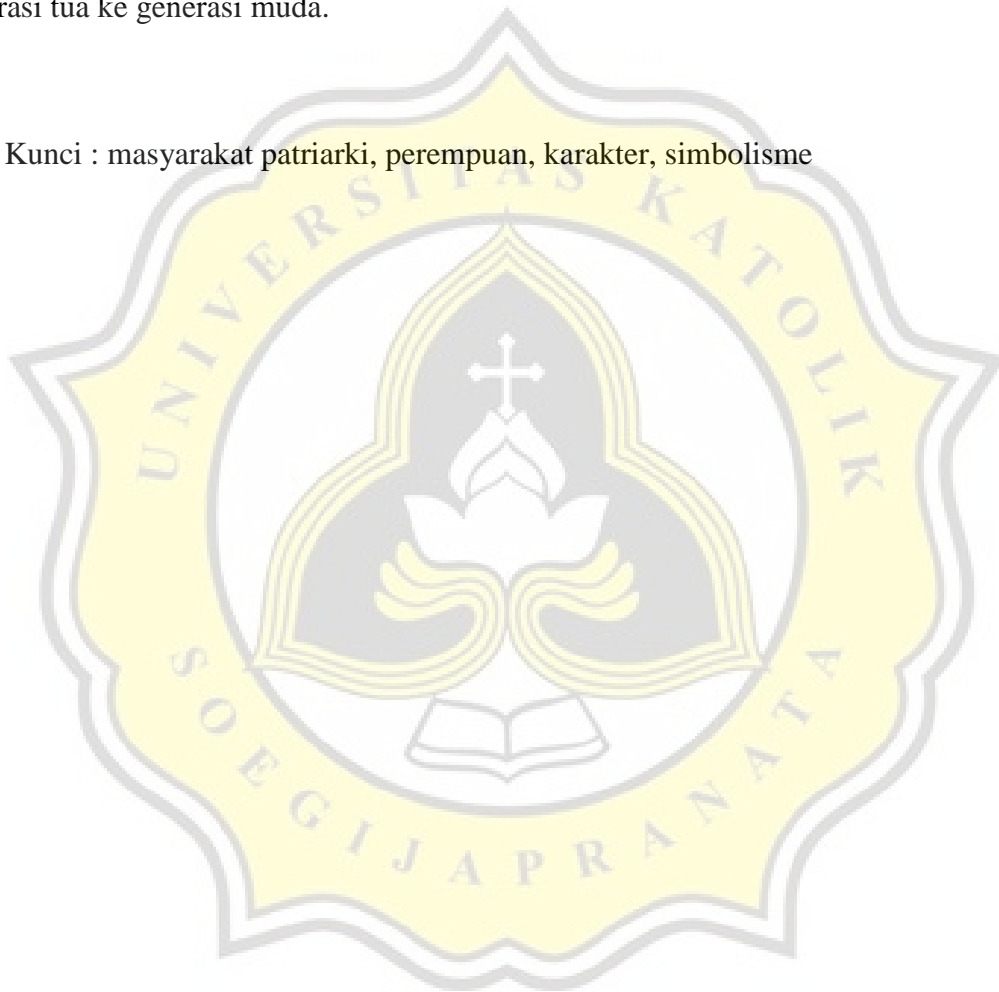 rasi tua ke generasi muda.
Kunci : masyarakat patriarki, perempuan, karakter, simbolisme
UNIVERSITAS KATOLIK
SOEGIJAPRANATA